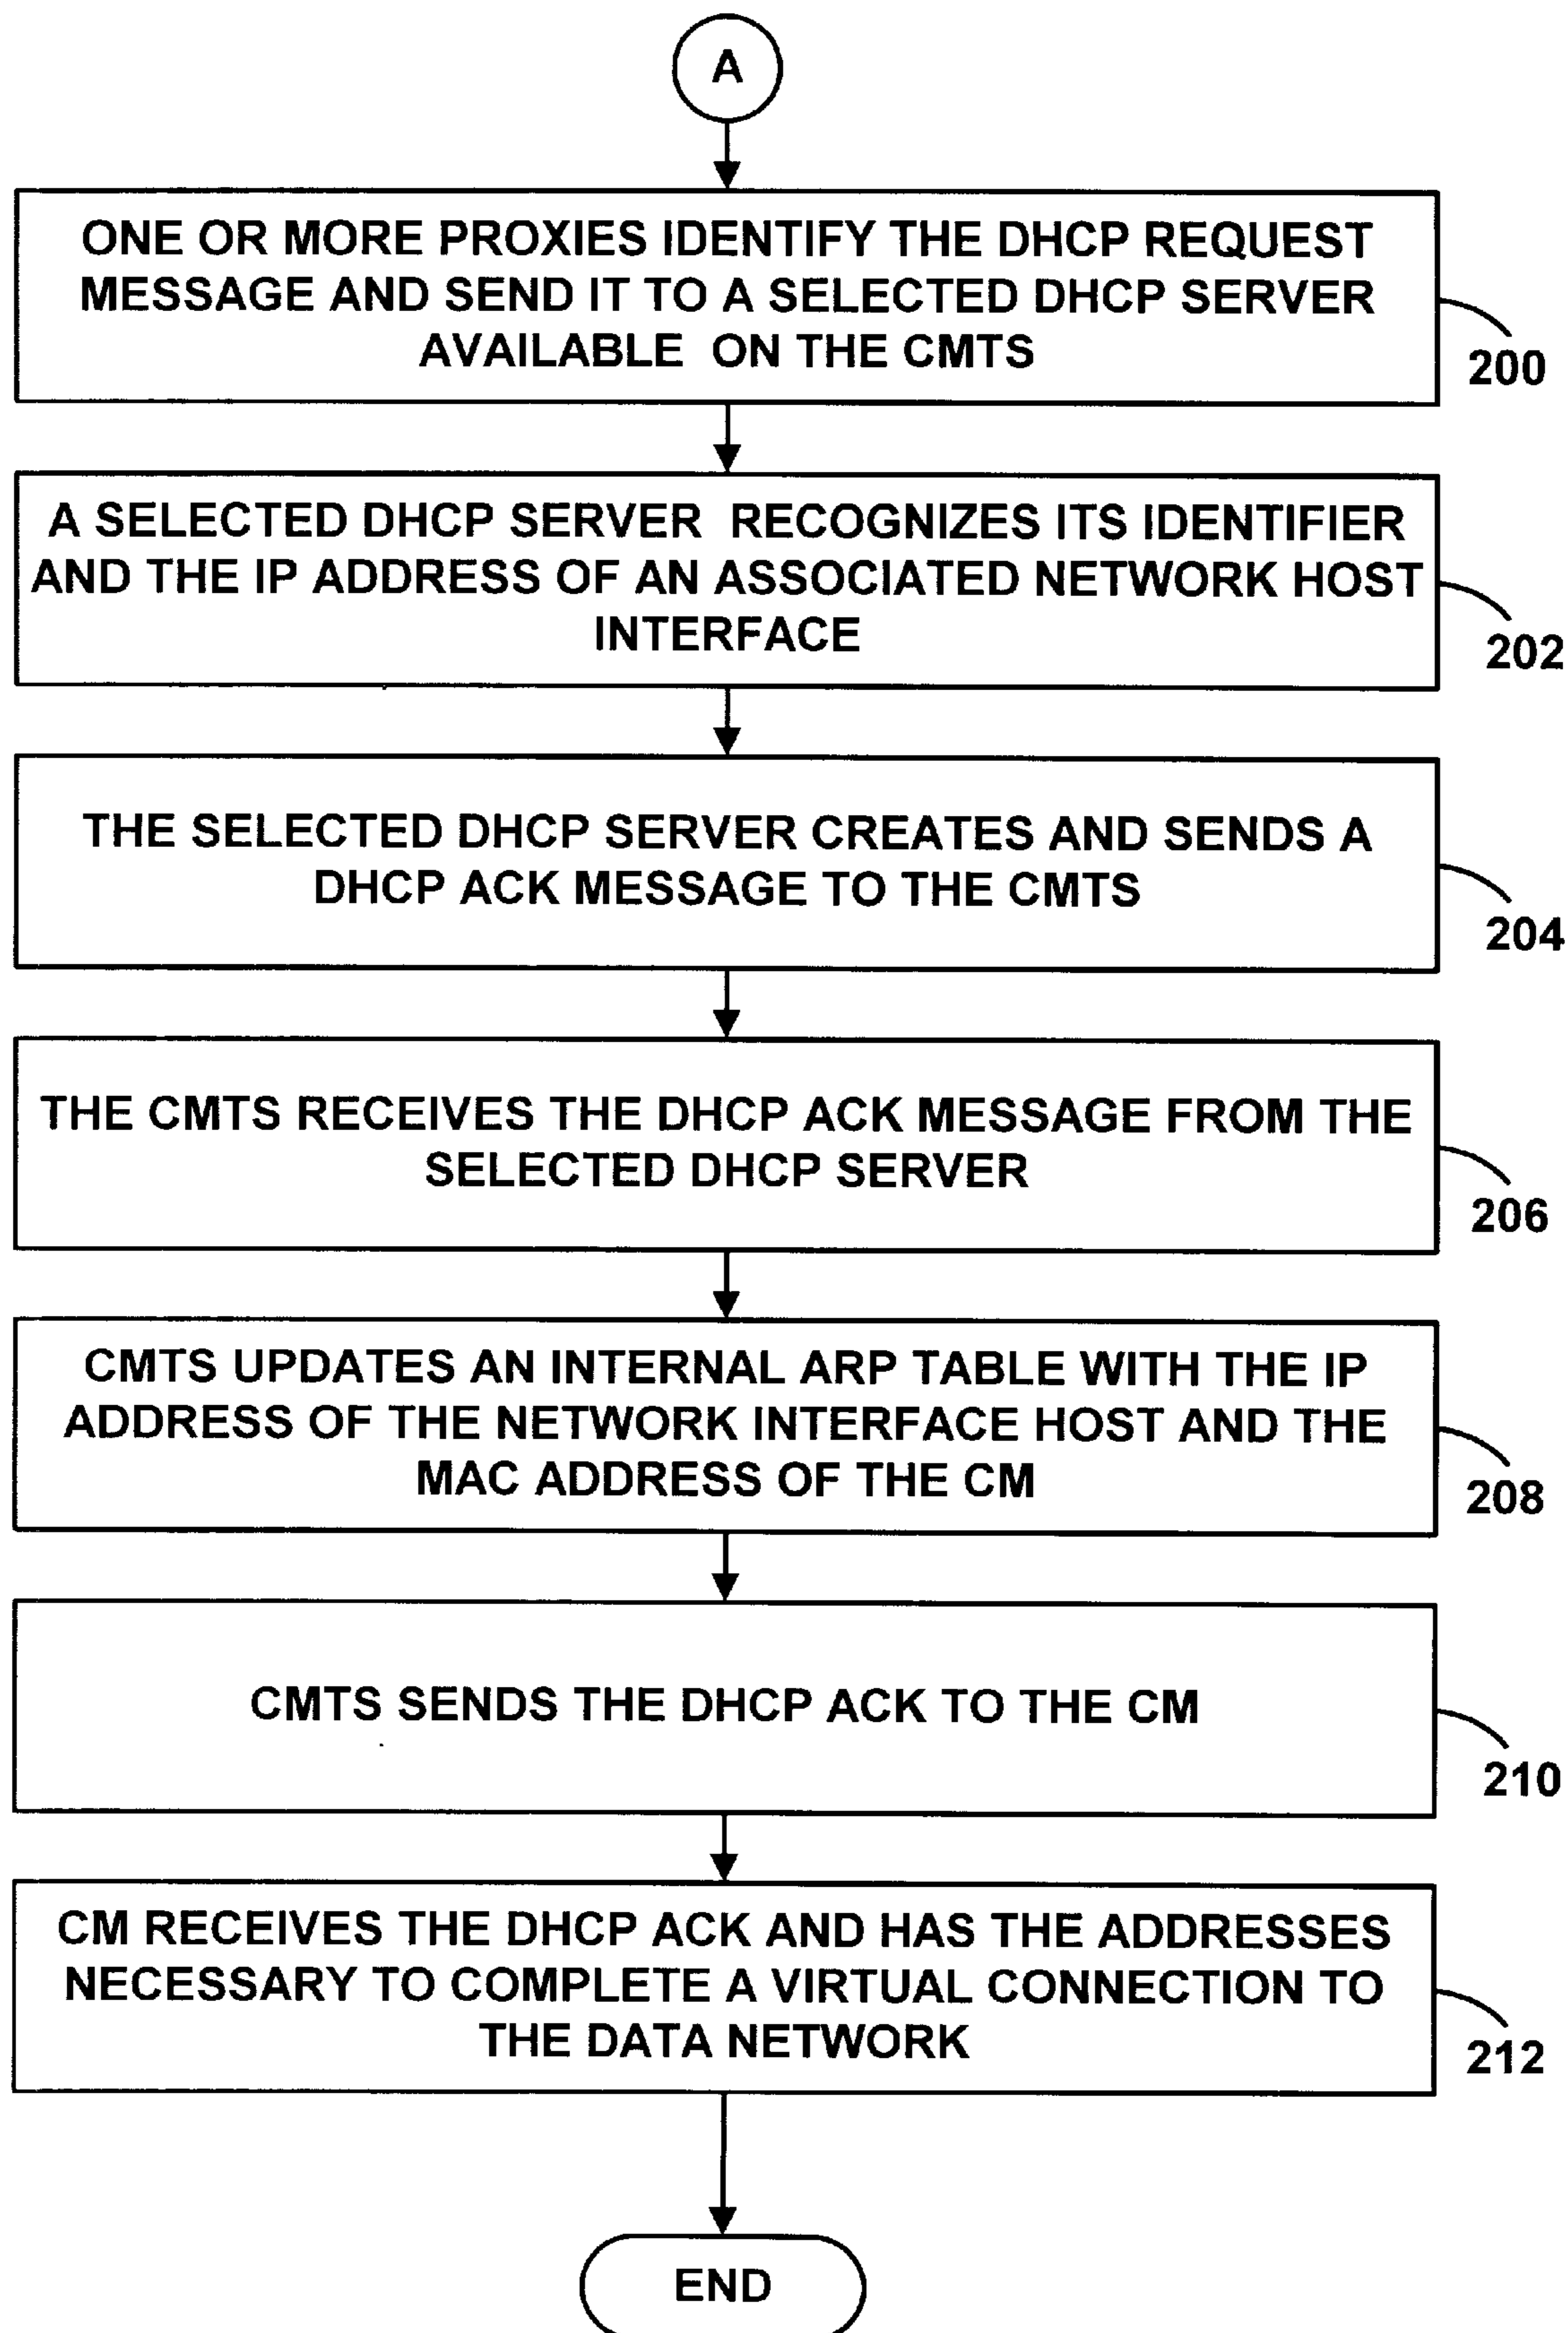 A
ONE OR MORE PROXIES IDENTIFY THE DHCP REQUEST
MESSAGE AND SEND IT TO A SELECTED DHCP SERVER
AVAILABLE ON THE CMTS
200
A SELECTED DHCP SERVER RECOGNIZES ITS IDENTIFIER
AND THE IP ADDRESS OF AN ASSOCIATED NETWORK HOST
INTERFACE
202
THE SELECTED DHCP SERVER CREATES AND SENDS A
DHCP ACK MESSAGE TO THE CMTS
204
THE CMTS RECEIVES THE DHCP ACK MESSAGE FROM THE
SELECTED DHCP SERVER
206
CMTS UPDATES AN INTERNAL ARP TABLE WITH THE IP
ADDRESS OF THE NETWORK INTERFACE HOST AND THE
MAC ADDRESS OF THE CM
208
CMTS SENDS THE DHCP ACK TO THE CM
210
CM RECEIVES THE DHCP ACK AND HAS THE ADDRESSES
NECESSARY TO COMPLETE A VIRTUAL CONNECTION TO
THE DATA NETWORK
212
END